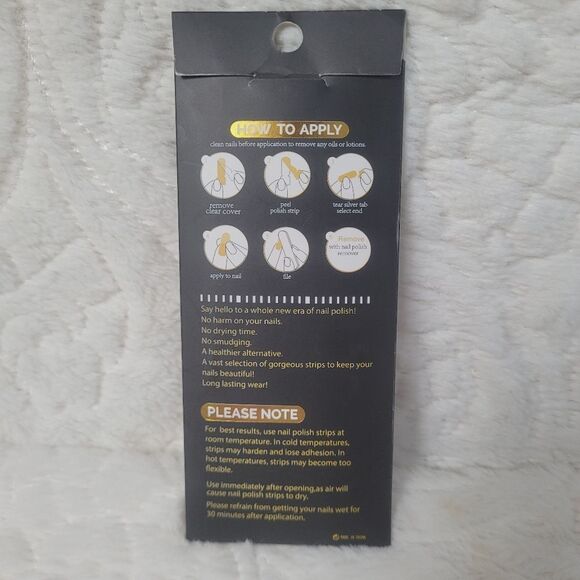 HOW TO APPLY
clean nails before application to remove any oils or lotions.
remove
clear cover
peel
polish strip
tear silver tab
select end
apply to nail
file
Remove
with nail polish
remover
Say hello to a whole new era of nail polish!
No harm on your nails.
No drying time.
No smudging.
A healthier alternative.
A vast selection of gorgeous strips to keep your
nails beautiful!
Long lasting wear!
PLEASE NOTE
For best results, use nail polish strips at
room temperature. In cold temperatures,
strips may harden and lose adhesion. In
hot temperatures, strips may become too
flexible.
Use immediately after opening,as air will
cause nail polish strips to dry.
Please refrain from getting your nails wet for
30 minutes after application.